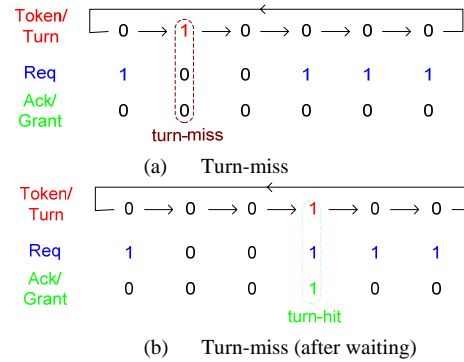 Token/
Turn 0 1 0 0 0 0
Req 1 0 0 1 1 1
Ack/
Grant 0 0 0 0 0 0
turn-miss
(a) Turn-miss
Token/
Turn 0 0 0 1 0 0
Req 1 0 0 1 1 1
Ack/
Grant 0 0 0 1 0 0
turn-hit
(b) Turn-miss (after waiting)